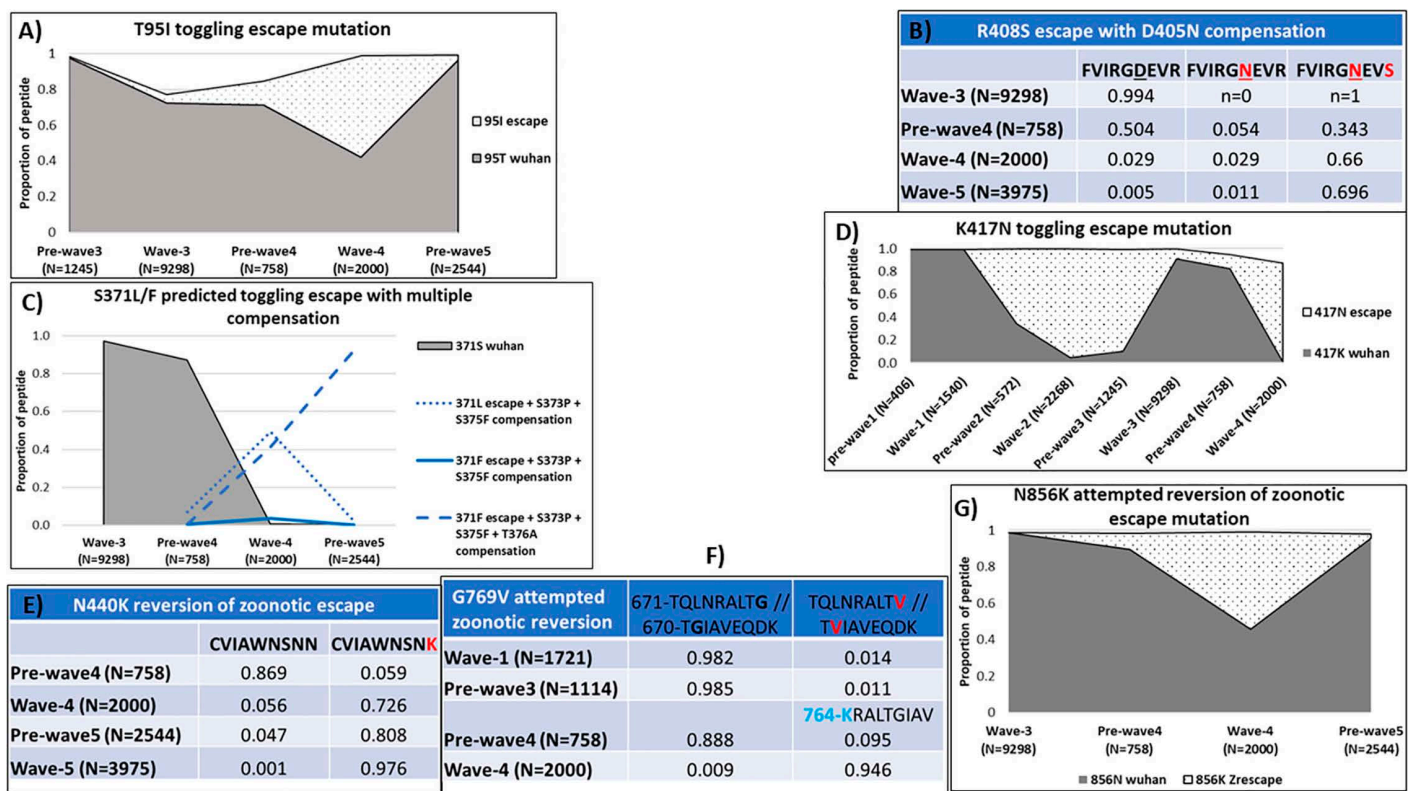 A)
T95I toggling escape mutation
Proportion of peptide
1
0.8
0.6
0.4
0.2
0
95I escape
95T wuhan
Pre-wave3 (N=1245)
Wave-3 (N=9298)
Pre-wave4 (N=758)
Wave-4 (N=2000)
Pre-wave5 (N=2544)
B)
R408S escape with D405N compensation
FVIRGDEVR FVIRGNEVR FVIRGNEVS
Wave-3 (N=9298) 0.994 n=0 n=1
Pre-wave4 (N=758) 0.504 0.054 0.343
Wave-4 (N=2000) 0.029 0.029 0.66
Wave-5 (N=3975) 0.005 0.011 0.696
C)
S371L/F predicted toggling escape with multiple
compensation
Proportion of peptide
1.0
0.8
0.6
0.4
0.2
0.0
371S wuhan
371L escape + S373P +
S375F compensation
371F escape + S373P +
S375F compensation
371F escape + S373P +
S375F + T376A
compensation
Wave-3 (N=9298)
Pre-wave4 (N=758)
Wave-4 (N=2000)
Pre-wave5 (N=2544)
D)
K417N toggling escape mutation
Proportion of peptide
1.0
0.8
0.6
0.4
0.2
0.0
417N escape
417K wuhan
pre-wave1 (N=406)
Wave-1 (N=1540)
Pre-wave2 (N=572)
Wave-2 (N=2268)
Pre-wave3 (N=1245)
Wave-3 (N=9298)
Pre-wave4 (N=758)
Wave-4 (N=2000)
E)
N440K reversion of zoonotic escape
CVIAWNSNN CVIAWNSNK
Pre-wave4 (N=758) 0.869 0.059
Wave-4 (N=2000) 0.056 0.726
Pre-wave5 (N=2544) 0.047 0.808
Wave-5 (N=3975) 0.001 0.976
F)
G769V attempted
zoonotic reversion
671-TQLNRALTG //
670-TGIAVEQDK
TQLNRALTV //
TVIAVEQDK
Wave-1 (N=1721) 0.982 0.014
Pre-wave3 (N=1114) 0.985 0.011
764-KRALTGIAV
Pre-wave4 (N=758) 0.888 0.095
Wave-4 (N=2000) 0.009 0.946
G)
N856K attempted reversion of zoonotic
escape mutation
Proportion of peptide
1
0.8
0.6
0.4
0.2
0
Wave-3 (N=9298)
Pre-wave4 (N=758)
Wave-4 (N=2000)
Pre-wave5 (N=2544)
856N wuhan
856K Zrescape